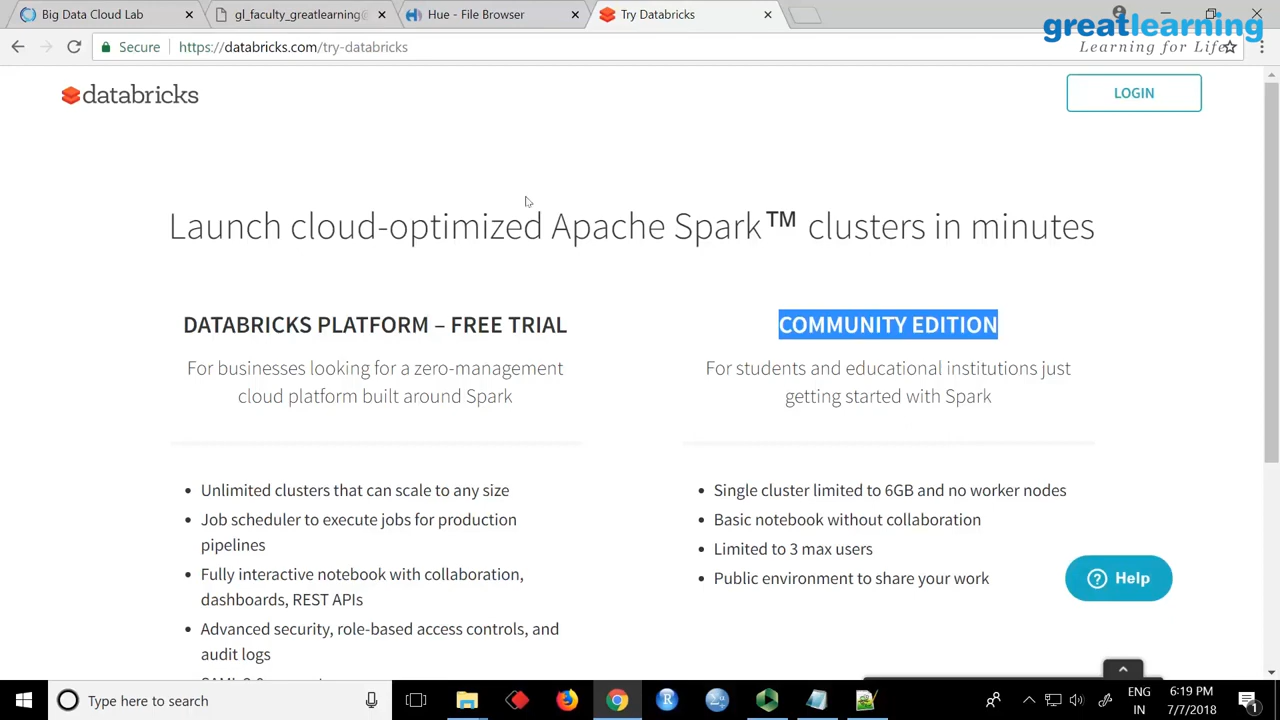 Big Data Cloud Lab
gl_faculty_greatlearning@
Hue - File Browser
Try Databricks
greatlearning
Learning for Life
Secure
https://databricks.com/try-databricks
databricks
LOGIN
Launch cloud-optimized Apache Spark™ clusters in minutes
DATABRICKS PLATFORM – FREE TRIAL
For businesses looking for a zero-management
cloud platform built around Spark
Unlimited clusters that can scale to any size
Job scheduler to execute jobs for production
pipelines
Fully interactive notebook with collaboration,
dashboards, REST APIs
Advanced security, role-based access controls, and
audit logs
COMMUNITY EDITION
For students and educational institutions just
getting started with Spark
Single cluster limited to 6GB and no worker nodes
Basic notebook without collaboration
Limited to 3 max users
Public environment to share your work
Help
Type here to search
ENG
IN
6:19 PM
7/7/2018
1